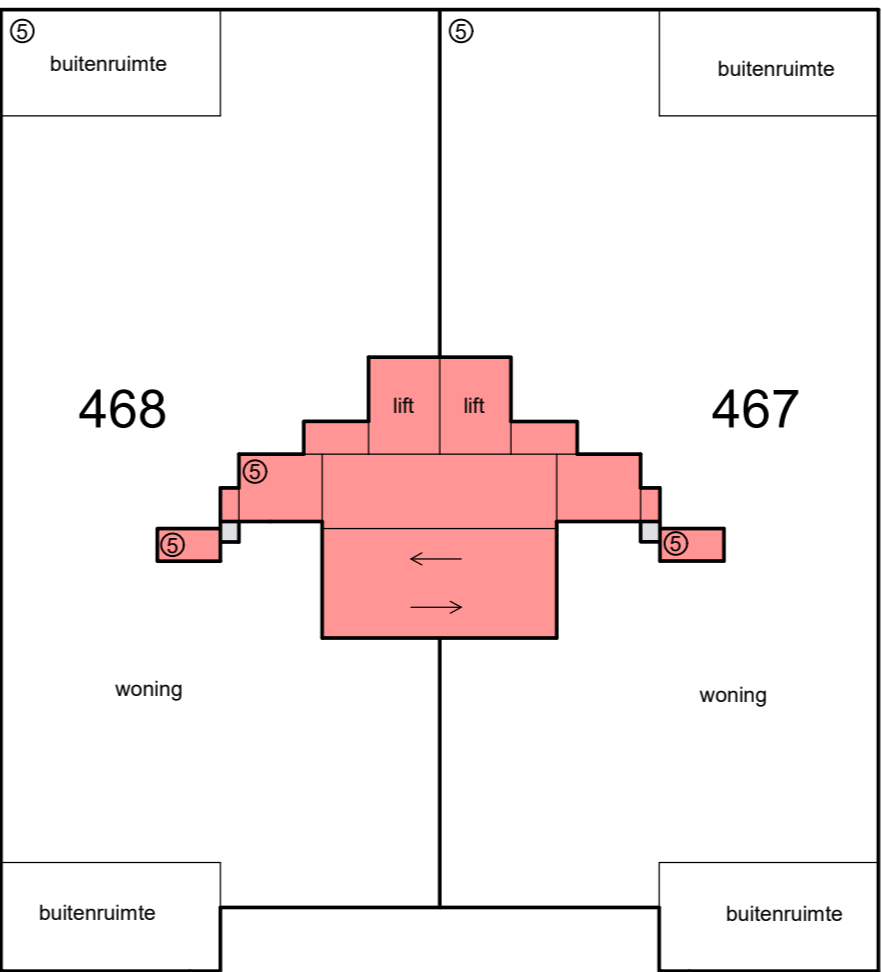 ⑤
⑤
buitenruimte
buitenruimte
468
lift
lift
467
⑤
⑤
⑤
woning
woning
buitenruimte
buitenruimte